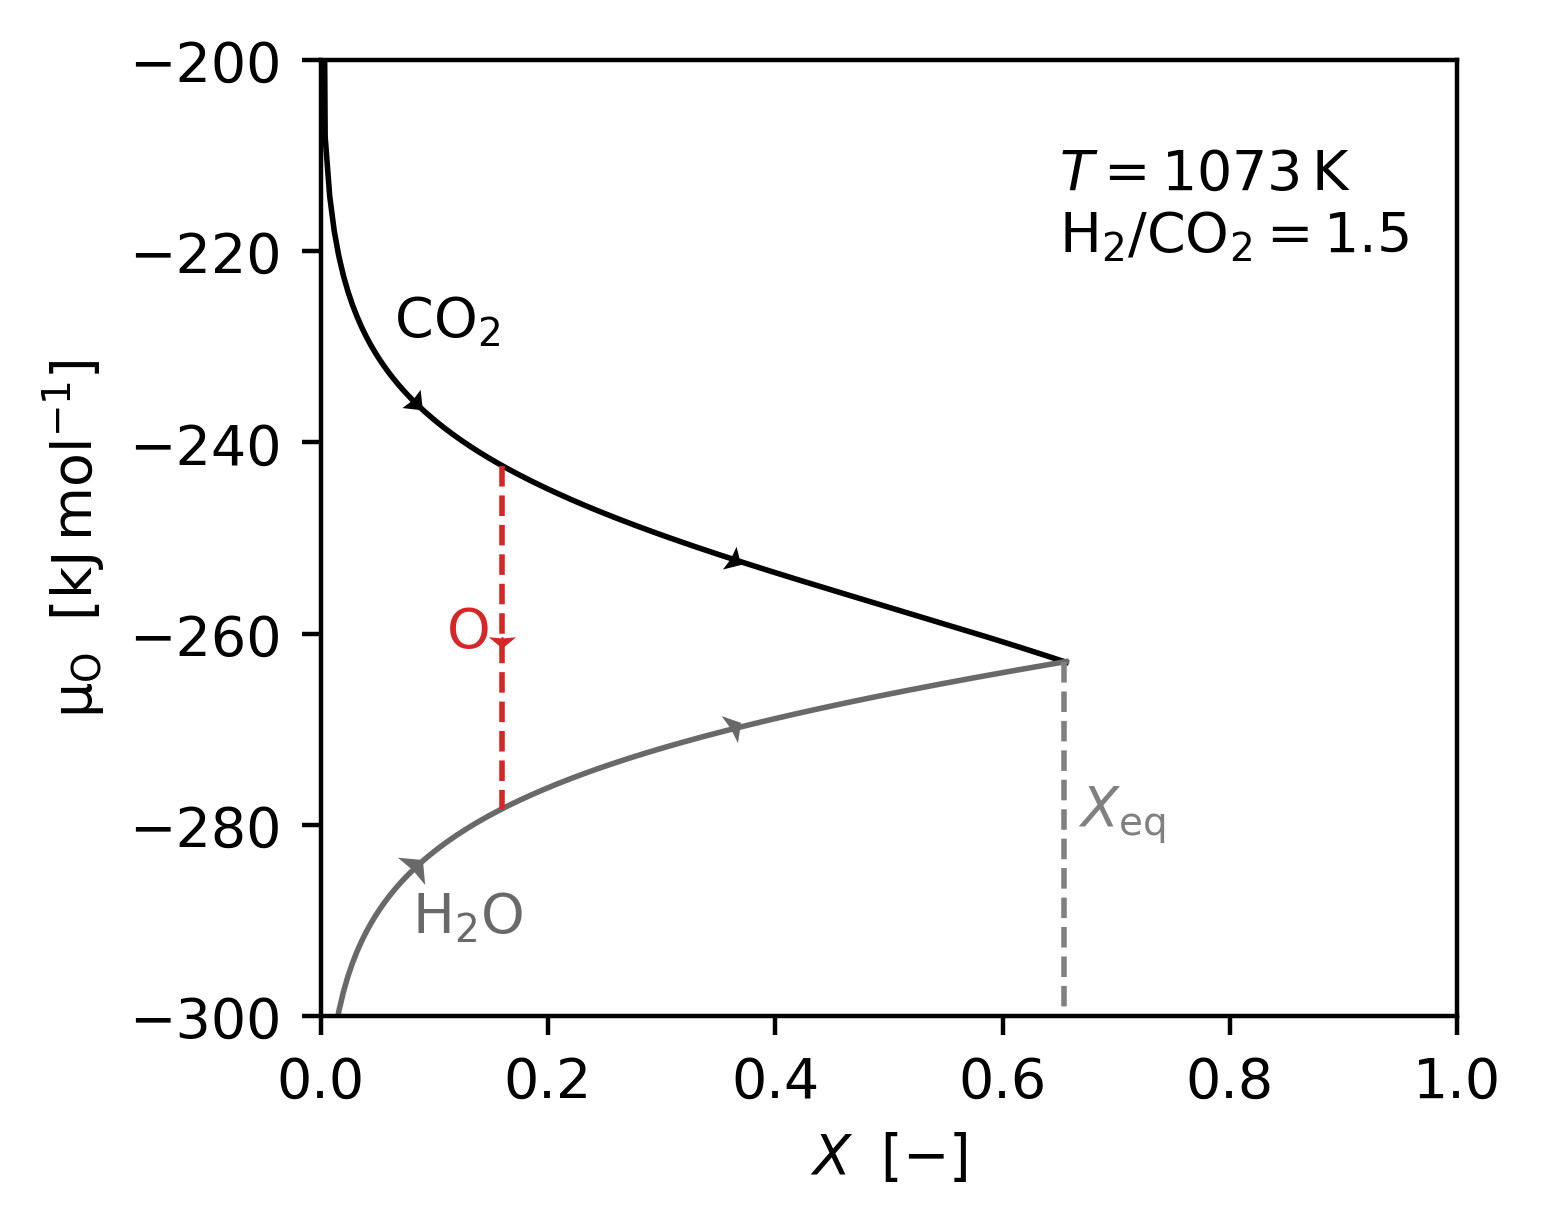 −200
−220
−240
−260
−280
−300
μO [kJ mol−1]
T = 1073 K
H2/CO2 = 1.5
CO2
O
H2O
Xeq
0.0 0.2 0.4 0.6 0.8 1.0
X [−]